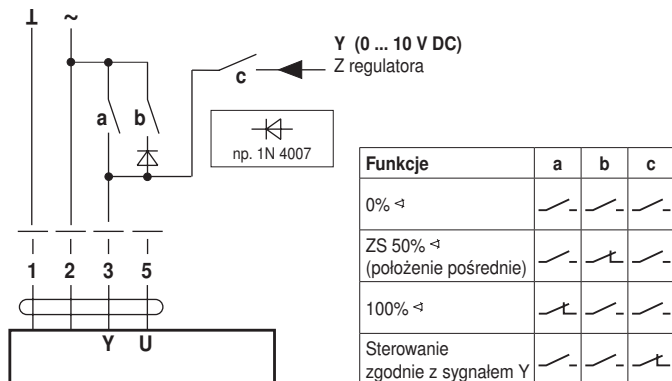 ⊥ ~
Y (0 ... 10 V DC)
Z regulatora
c
a b
np. 1N 4007
1 2 3 5
Y U
Funkcje a b c
0% ◁
ZS 50% ◁
(położenie pośrednie)
100% ◁
Sterowanie
zgodnie z sygnałem Y